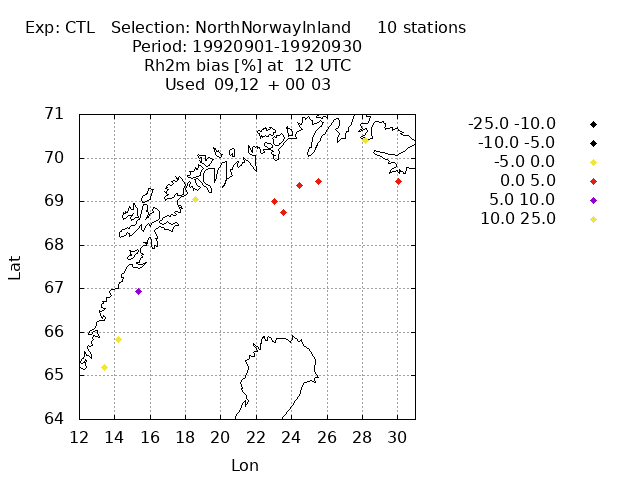 Exp: CTL Selection: NorthNorwayInland 10 stations
Period: 19920901-19920930
Rh2m bias [%] at 12 UTC
Used 09,12 + 00 03
-25.0 -10.0
-10.0 -5.0
-5.0 0.0
0.0 5.0
5.0 10.0
10.0 25.0
71
70
69
68
67
66
65
64
Lat
12 14 16 18 20 22 24 26 28 30
Lon